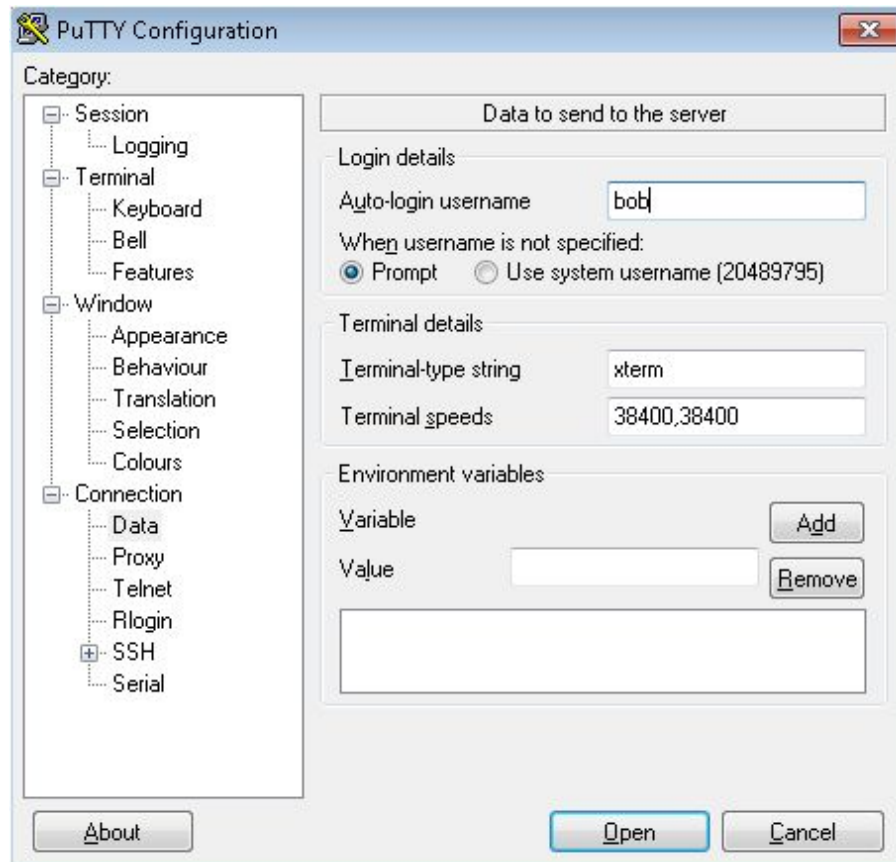 PuTTY Configuration
Category:
Session
Logging
Terminal
Keyboard
Bell
Features
Window
Appearance
Behaviour
Translation
Selection
Colours
Connection
Data
Proxy
Telnet
Rlogin
SSH
Serial
Data to send to the server
Login details
Auto-login username bob
When username is not specified:
Prompt Use system username (20489795)
Terminal details
Terminal-type string xterm
Terminal speeds 38400,38400
Environment variables
Variable Add
Value Remove
About Open Cancel